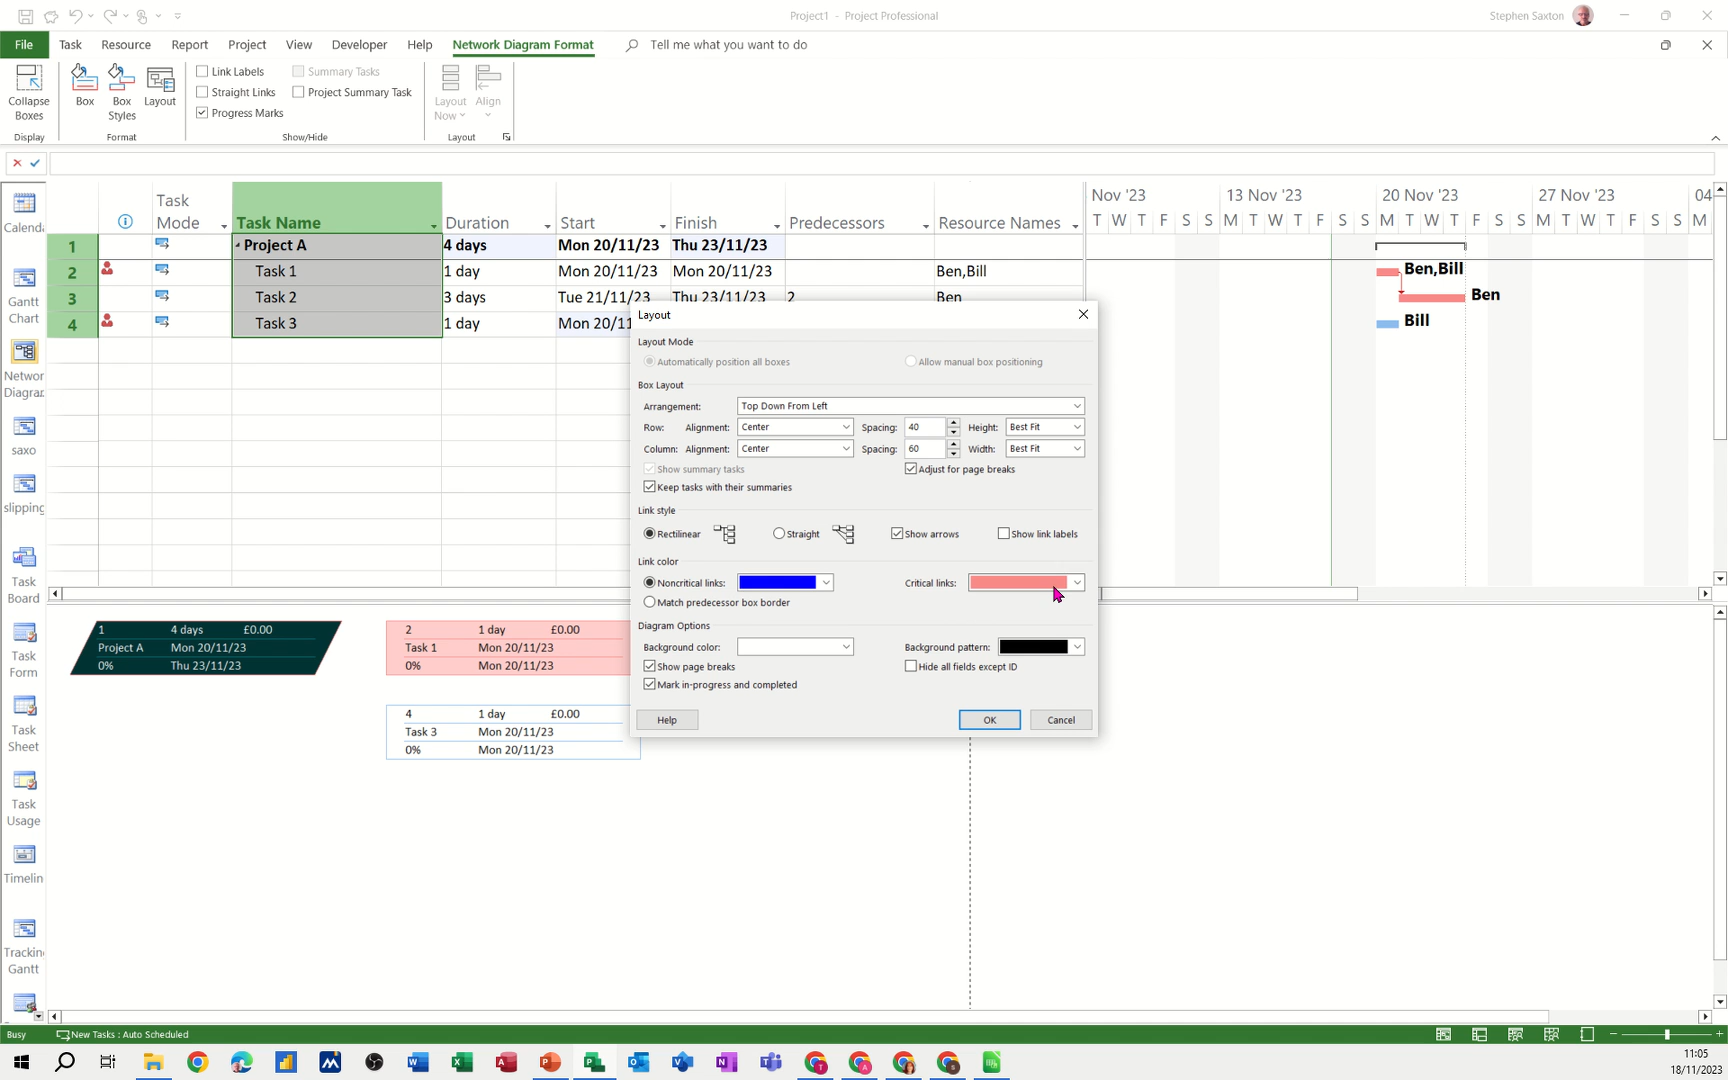 Project1 - Project Professional
Stephen Saxton
File Task Resource Report Project View Developer Help Network Diagram Format Tell me what you want to do
Collapse Boxes
Box
Box Styles
Layout
Link Labels
Straight Links
Progress Marks
Summary Tasks
Project Summary Task
Layout Now
Align
Display
Format
Show/Hide
Layout
Task Mode
Task Name
Duration
Start
Finish
Predecessors
Resource Names
Nov '23 13 Nov '23 20 Nov '23 27 Nov '23 04
T W T F S S M T W T F S S M T W T F S S M T W T F S S M
1 Project A 4 days Mon 20/11/23 Thu 23/11/23
2 Task 1 1 day Mon 20/11/23 Mon 20/11/23 Ben,Bill
3 Task 2 3 days Tue 21/11/23 Thu 23/11/23 2 Ben
4 Task 3 1 day Mon 20/11
Ben,Bill
Ben
Bill
Calenda
Gantt Chart
Networ
Diagra
saxo
slipping
Task Board
Task Form
Task Sheet
Task Usage
Timelin
Trackin
Gantt
Layout
Layout Mode
Automatically position all boxes
Allow manual box positioning
Box Layout
Arrangement: Top Down From Left
Row: Alignment: Center Spacing: 40 Height: Best Fit
Column: Alignment: Center Spacing: 60 Width: Best Fit
Show summary tasks
Adjust for page breaks
Keep tasks with their summaries
Link style
Rectilinear
Straight
Show arrows
Show link labels
Link color
Noncritical links:
Critical links:
Match predecessor box border
Diagram Options
Background color:
Background pattern:
Show page breaks
Hide all fields except ID
Mark in-progress and completed
Help
OK
Cancel
1 4 days £0.00
Project A Mon 20/11/23
0% Thu 23/11/23
2 1 day £0.00
Task 1 Mon 20/11/23
0% Mon 20/11/23
4 1 day £0.00
Task 3 Mon 20/11/23
0% Mon 20/11/23
Busy
New Tasks : Auto Scheduled
11:05
18/11/2023